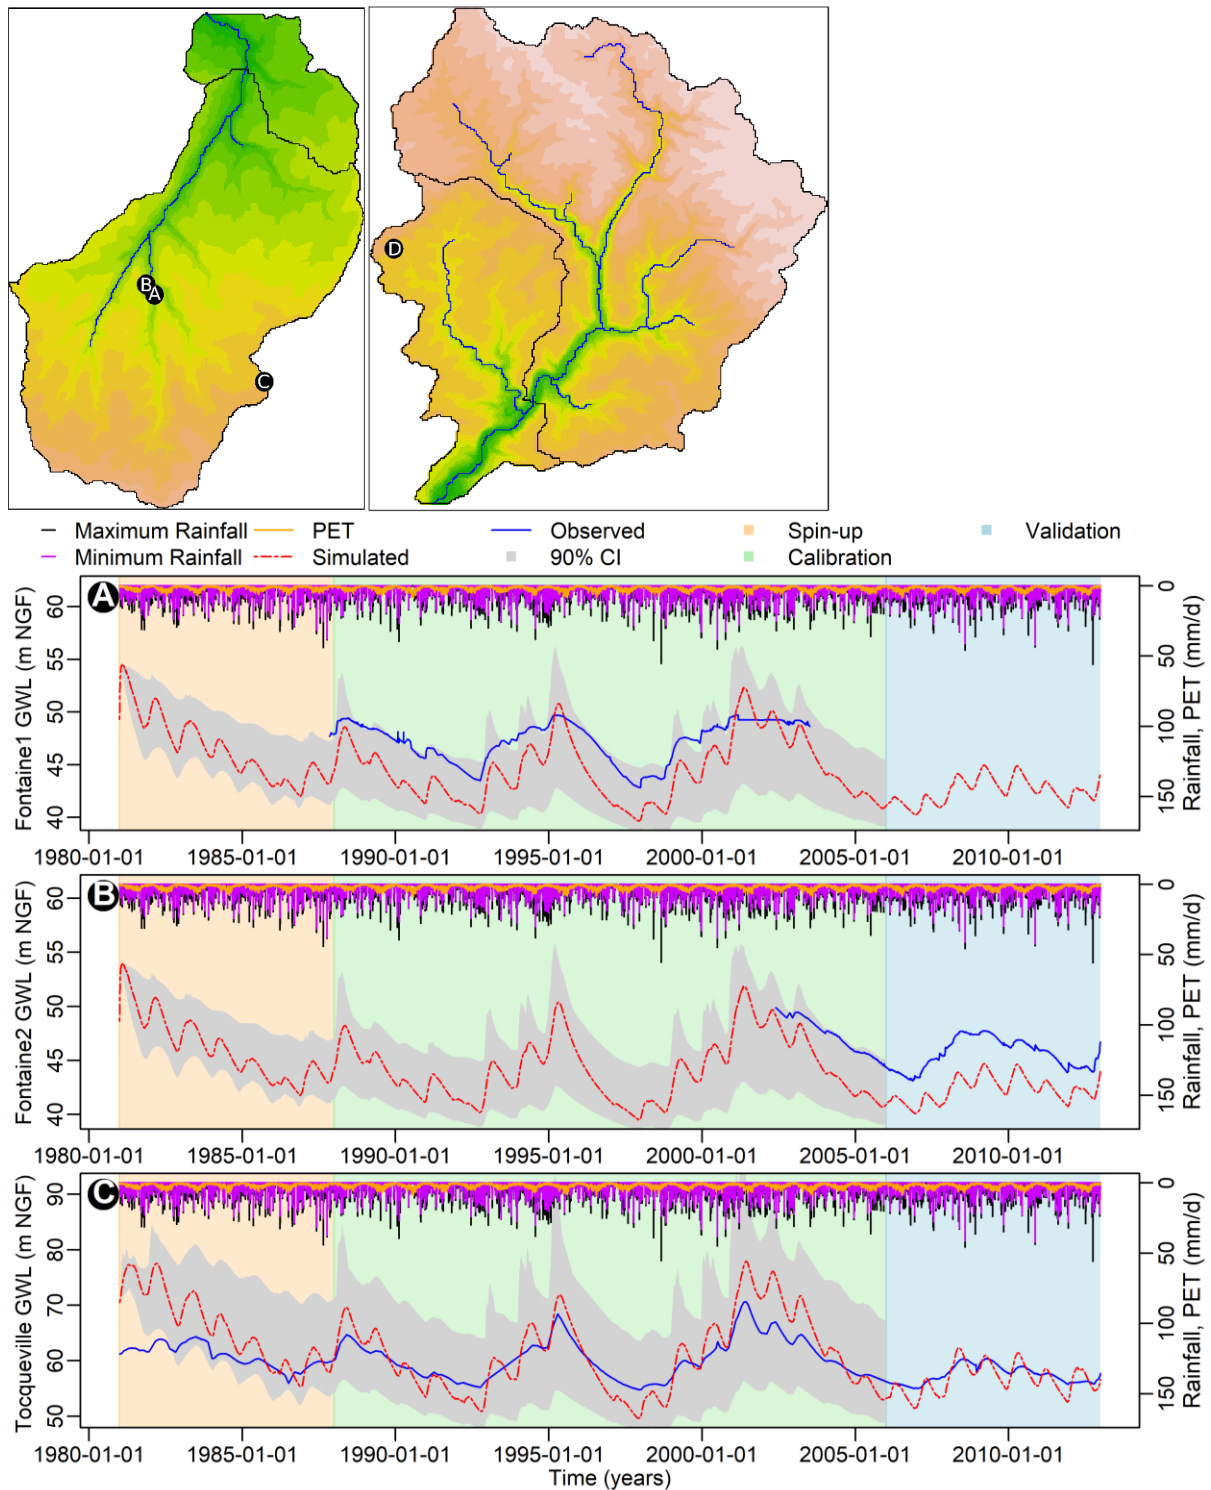 B
A
C
D
Maximum Rainfall PET Observed Spin-up Validation
Minimum Rainfall Simulated 90% CI Calibration
A
Fontaine1 GWL (m NGF)
60
55
50
45
40
0
50
100
150
Rainfall, PET (mm/d)
1980-01-01 1985-01-01 1990-01-01 1995-01-01 2000-01-01 2005-01-01 2010-01-01
B
Fontaine2 GWL (m NGF)
60
55
50
45
40
0
50
100
150
Rainfall, PET (mm/d)
1980-01-01 1985-01-01 1990-01-01 1995-01-01 2000-01-01 2005-01-01 2010-01-01
C
Tocqueville GWL (m NGF)
90
80
70
60
50
0
50
100
150
Rainfall, PET (mm/d)
1980-01-01 1985-01-01 1990-01-01 1995-01-01 2000-01-01 2005-01-01 2010-01-01
Time (years)